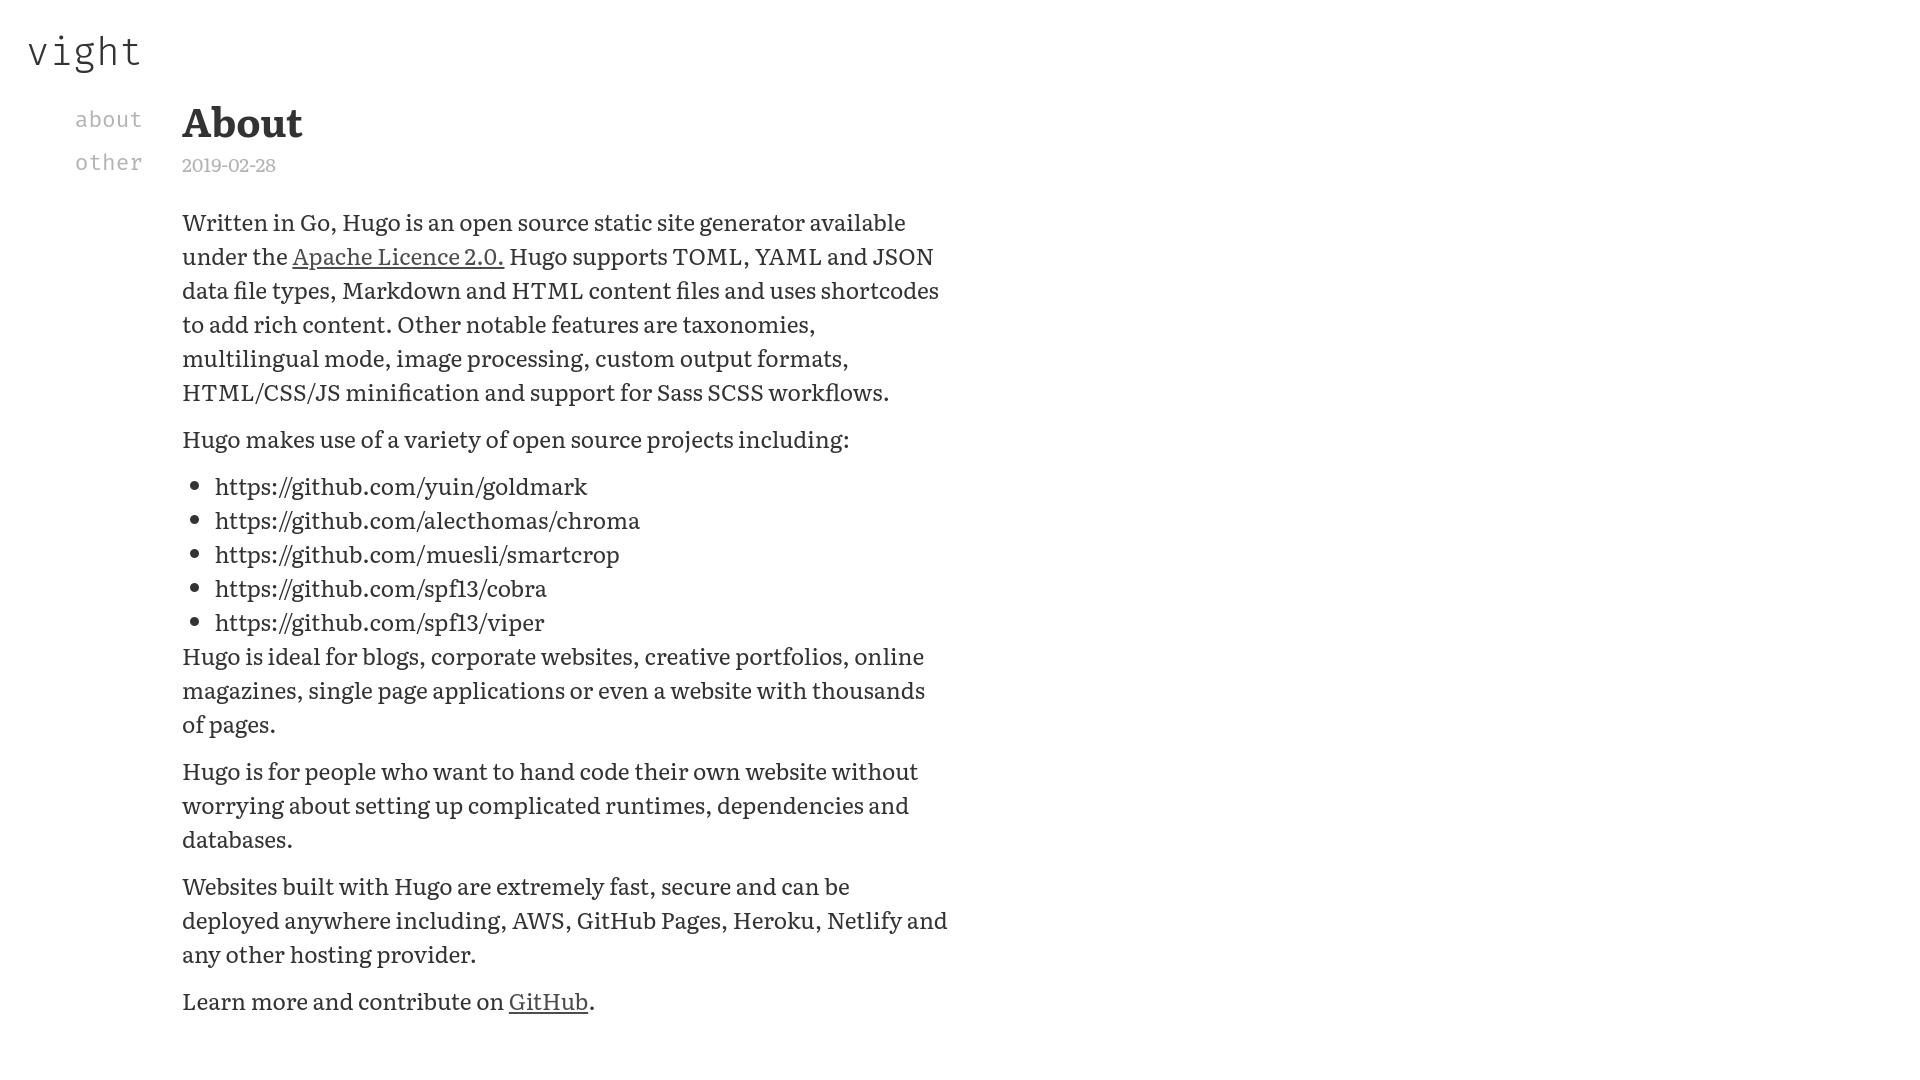 vight
about
other
About
2019-02-28
Written in Go, Hugo is an open source static site generator available
under the Apache Licence 2.0. Hugo supports TOML, YAML and JSON
data file types, Markdown and HTML content files and uses shortcodes
to add rich content. Other notable features are taxonomies,
multilingual mode, image processing, custom output formats,
HTML/CSS/JS minification and support for Sass SCSS workflows.
Hugo makes use of a variety of open source projects including:
• https://github.com/yuin/goldmark
• https://github.com/alecthomas/chroma
• https://github.com/muesli/smartcrop
• https://github.com/spf13/cobra
• https://github.com/spf13/viper
Hugo is ideal for blogs, corporate websites, creative portfolios, online
magazines, single page applications or even a website with thousands
of pages.
Hugo is for people who want to hand code their own website without
worrying about setting up complicated runtimes, dependencies and
databases.
Websites built with Hugo are extremely fast, secure and can be
deployed anywhere including, AWS, GitHub Pages, Heroku, Netlify and
any other hosting provider.
Learn more and contribute on GitHub.